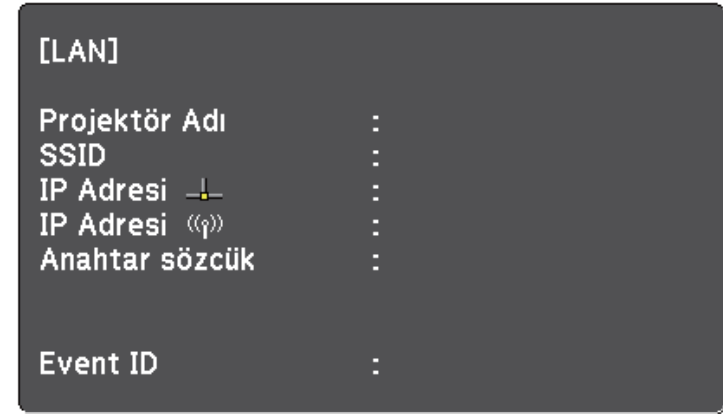 [LAN]
Projektör Adı :
SSID :
IP Adresi :
IP Adresi :
Anahtar sözcük :
Event ID :